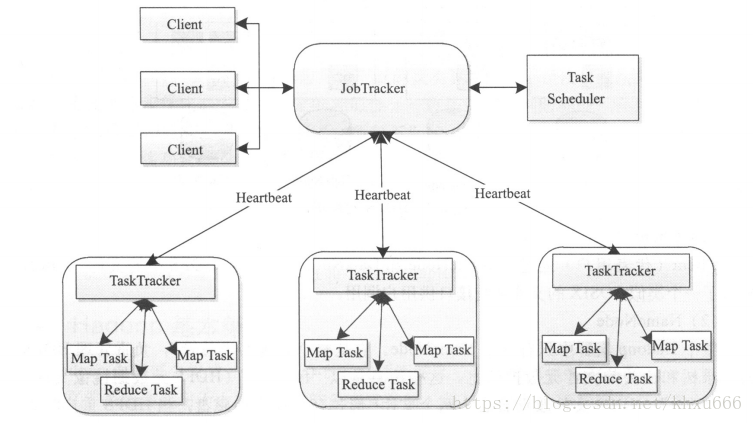 Client
Client
Client
JobTracker
Task
Scheduler
Heartbeat
Heartbeat
Heartbeat
TaskTracker
Map Task
Map Task
Reduce Task
TaskTracker
Map Task
Map Task
Reduce Task
TaskTracker
Map Task
Map Task
Reduce Task
https://blog.csdn.net/khxu666